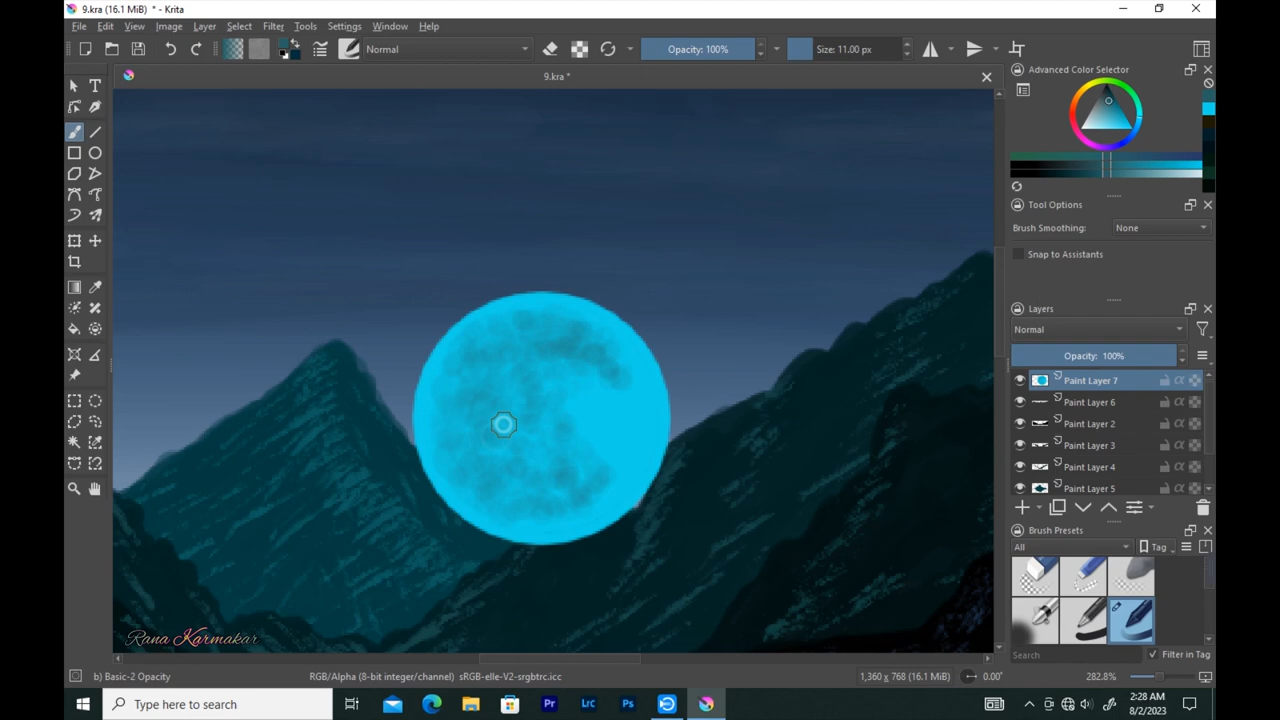 9.kra (16.1 MiB) * - Krita
File Edit View Image Layer Select Filter Tools Settings Window Help
Normal Opacity: 100% Size: 11.00 px
9.kra *
Advanced Color Selector
Tool Options
Brush Smoothing: None
Snap to Assistants
Layers
Normal
Opacity: 100%
Paint Layer 7
Paint Layer 6
Paint Layer 2
Paint Layer 3
Paint Layer 4
Paint Layer 5
Brush Presets
All Tag
Search Filter in Tag
Rana Karmakar
b) Basic-2 Opacity RGB/Alpha (8-bit integer/channel) sRGB-elle-V2-srgbtrc.icc 1,360 x 768 (16.1 MiB) 0.00° 282.8%
Type here to search Pr Lrc Ps 2:28 AM
8/2/2023